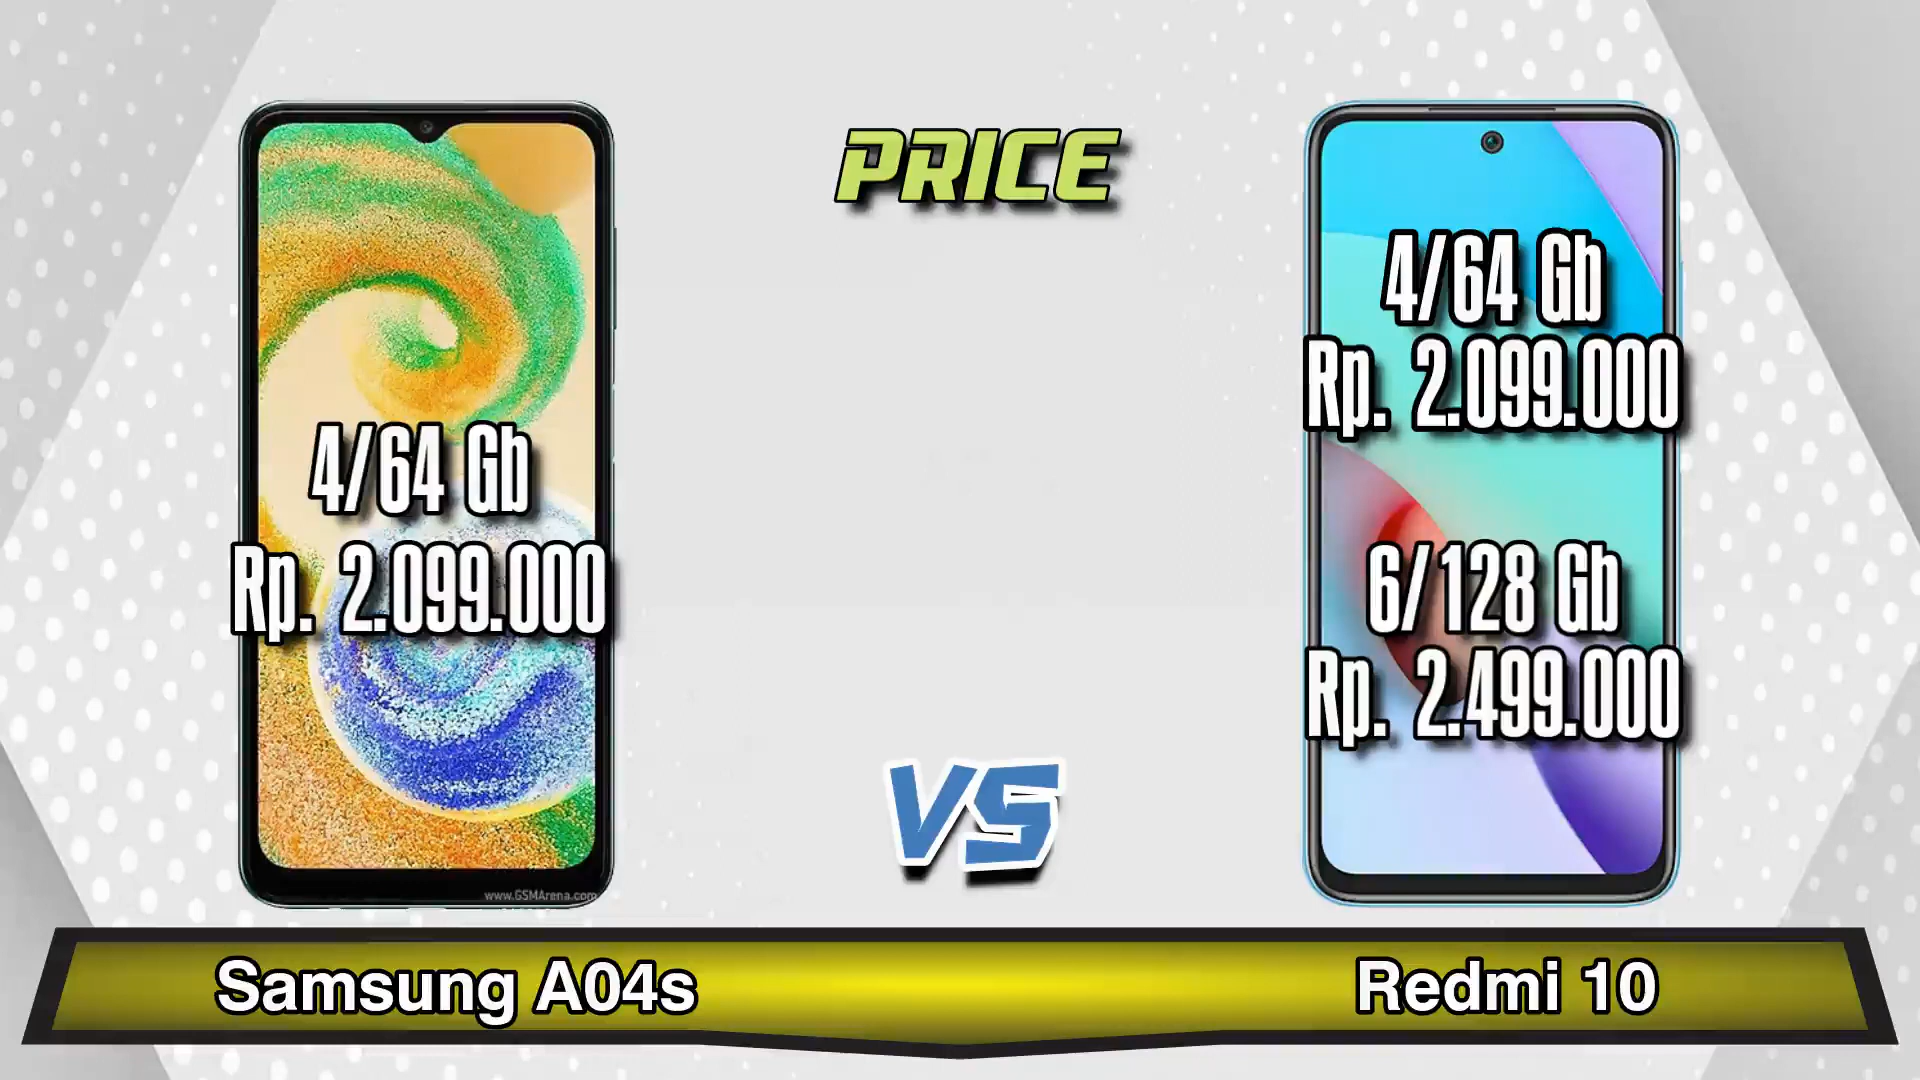 PRICE
4/64 Gb
Rp. 2.099.000
4/64 Gb
Rp. 2.099.000
6/128 Gb
Rp. 2.499.000
VS
www.GSMArena.com
Samsung A04s
Redmi 10